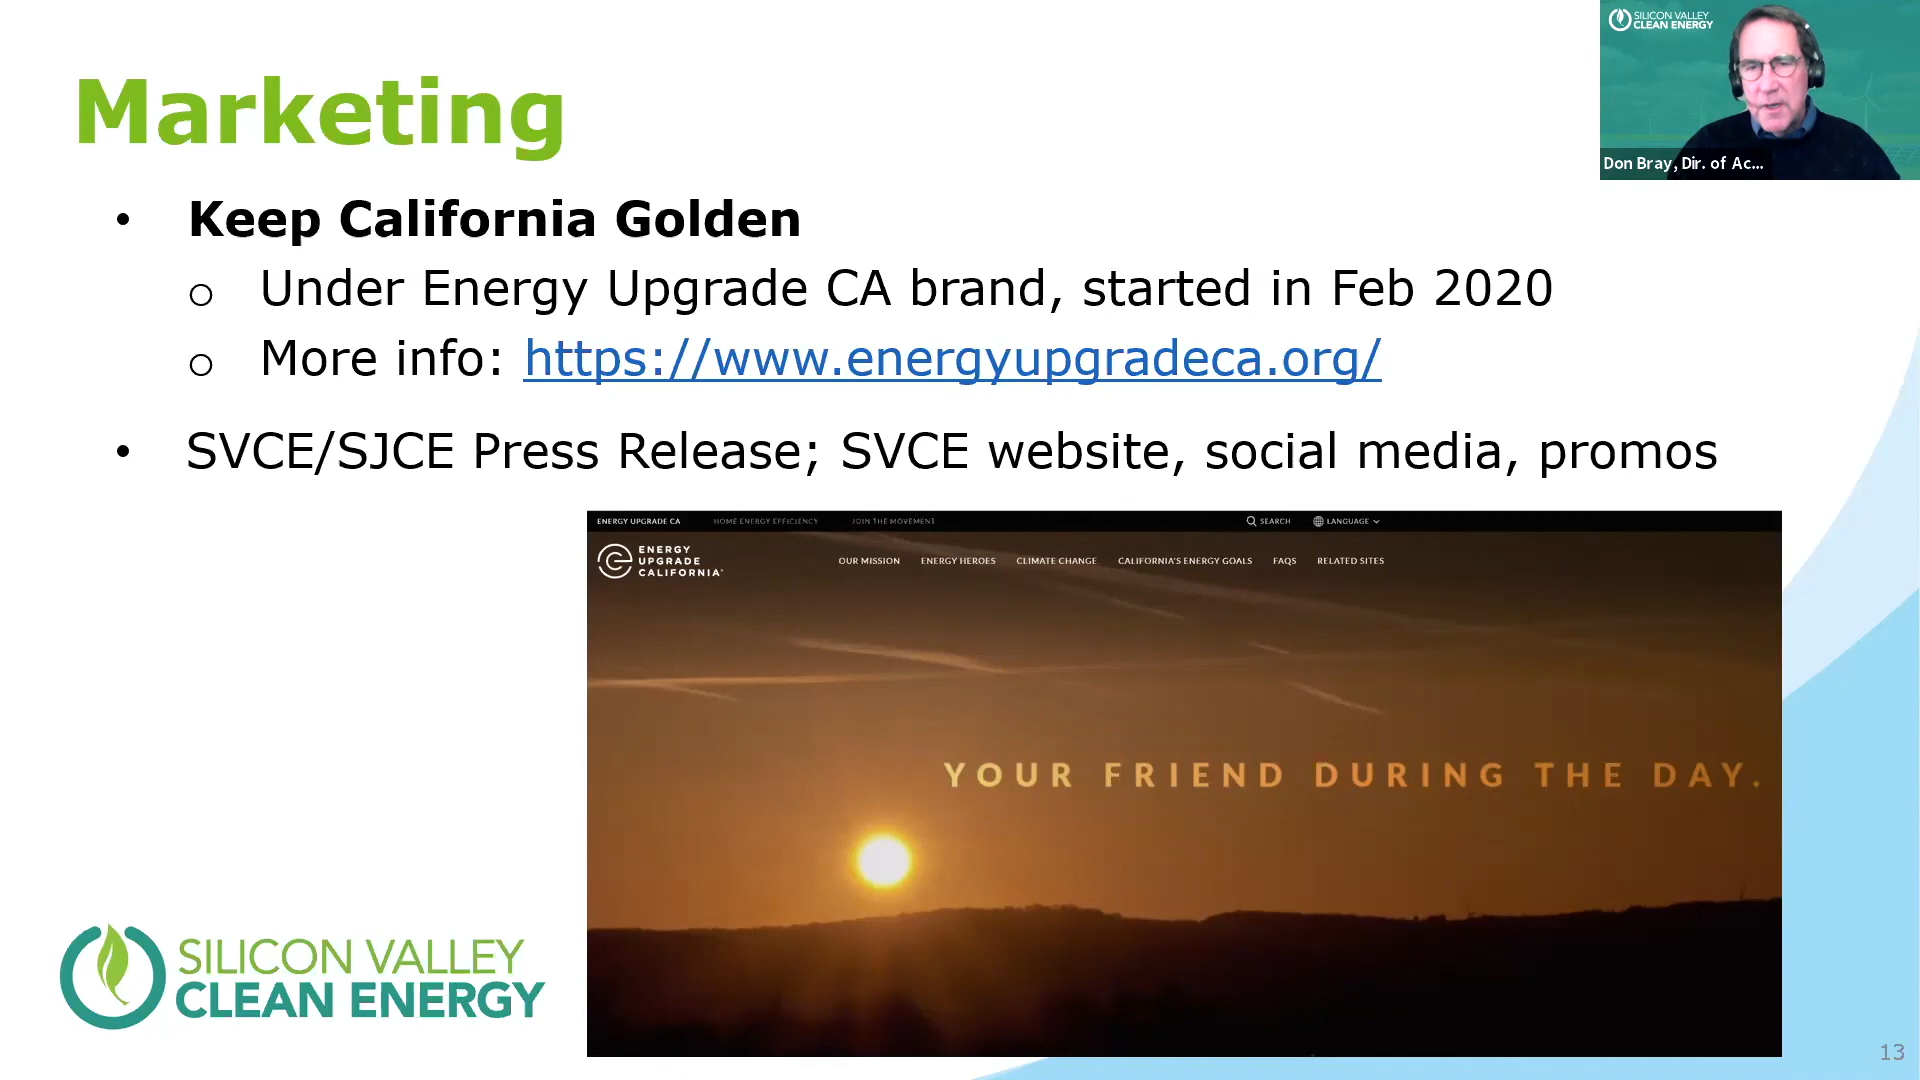 Marketing
SILICON VALLEY
CLEAN ENERGY
Don Bray, Dir. of Ac...
• Keep California Golden
o Under Energy Upgrade CA brand, started in Feb 2020
o More info: https://www.energyupgradeca.org/
• SVCE/SJCE Press Release; SVCE website, social media, promos
ENERGY UPGRADE CA HOME ENERGY EFFICIENCY JOIN THE MOVEMENT SEARCH LANGUAGE
ENERGY
UPGRADE
CALIFORNIA
OUR MISSION ENERGY HEROES CLIMATE CHANGE CALIFORNIA'S ENERGY GOALS FAQS RELATED SITES
YOUR FRIEND DURING THE DAY.
SILICON VALLEY
CLEAN ENERGY
13